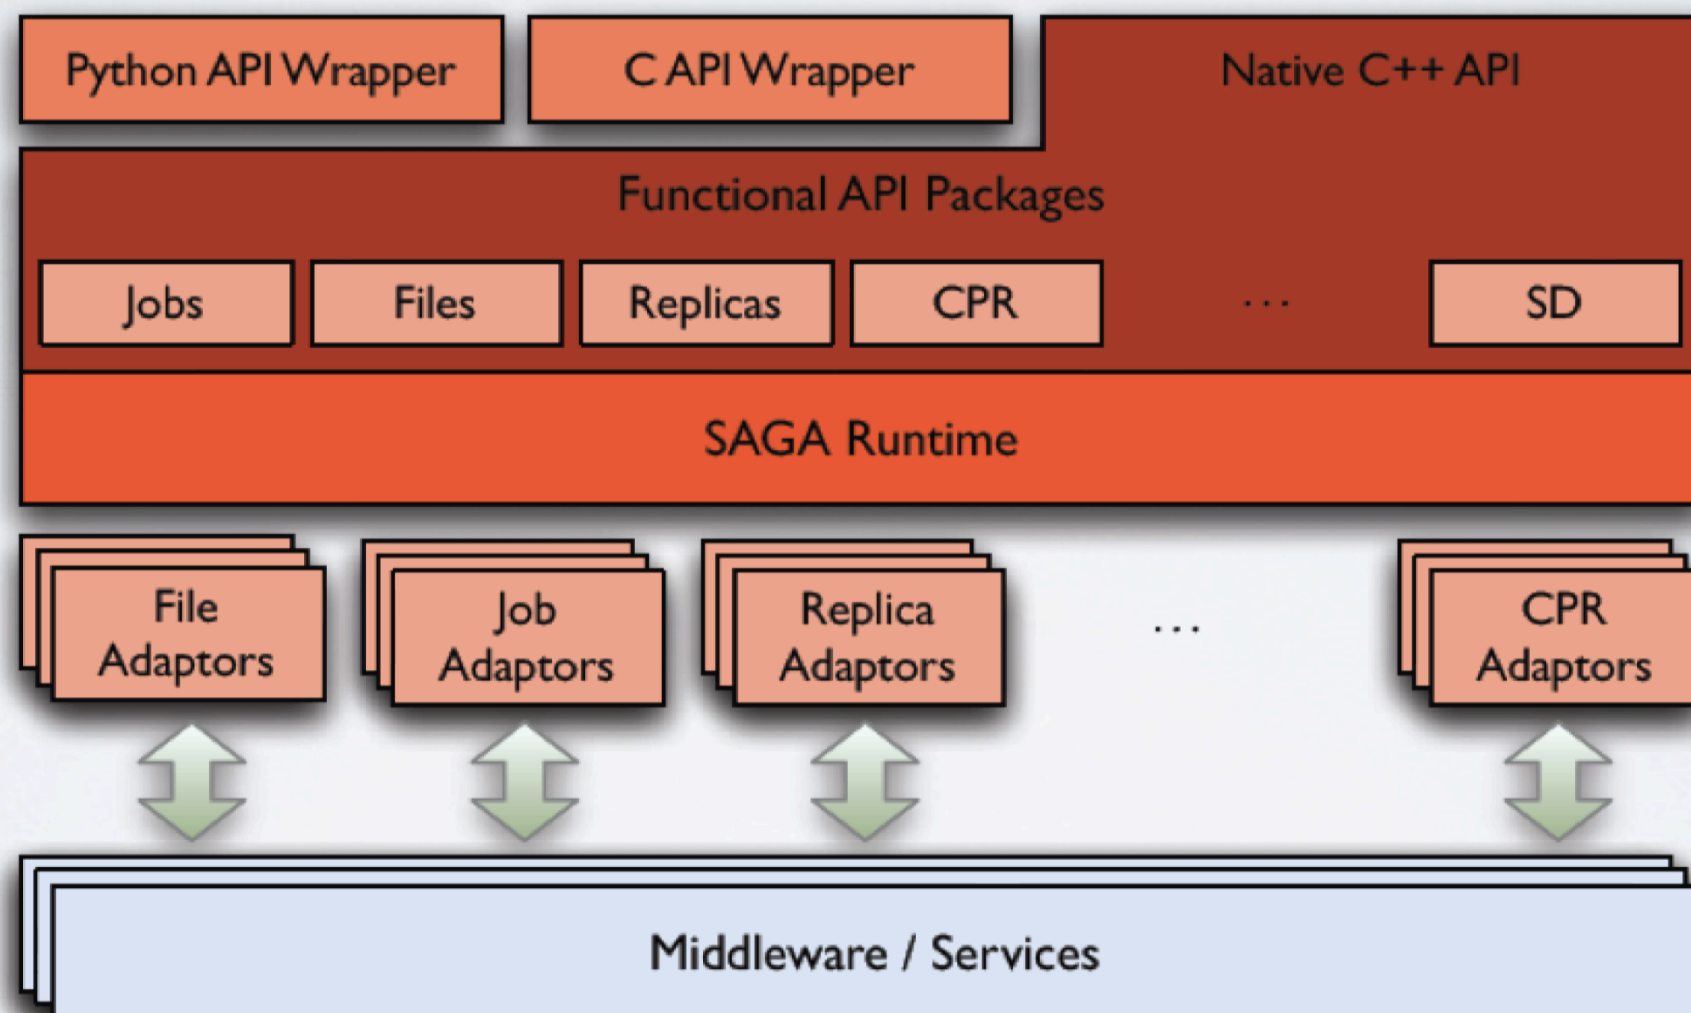 Python API Wrapper
C API Wrapper
Native C++ API
Functional API Packages
Jobs
Files
Replicas
CPR
...
SD
SAGA Runtime
File
Adaptors
Job
Adaptors
Replica
Adaptors
...
CPR
Adaptors
Middleware / Services